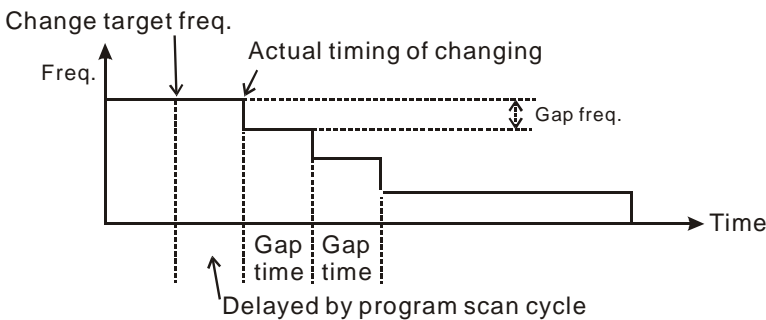 Change target freq.
Actual timing of changing
Freq.
Gap freq.
Time
Gap Gap
time time
Delayed by program scan cycle